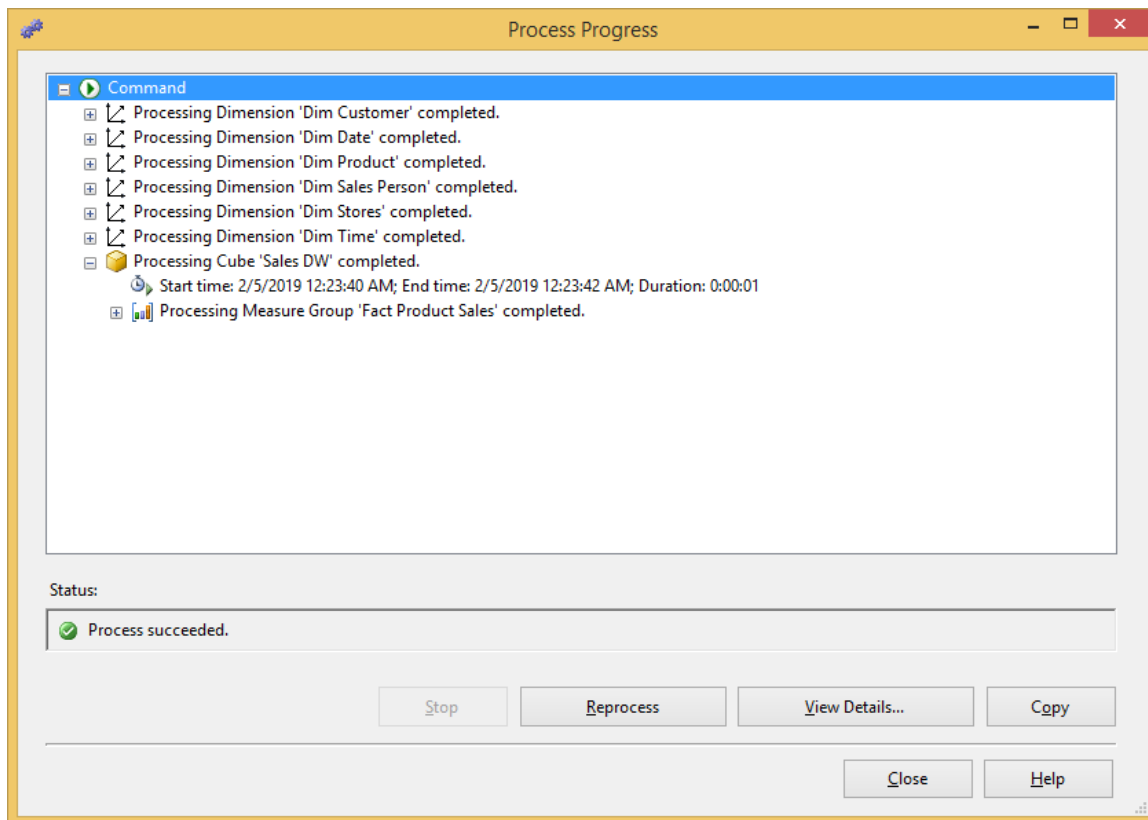 Process Progress
Command
Processing Dimension 'Dim Customer' completed.
Processing Dimension 'Dim Date' completed.
Processing Dimension 'Dim Product' completed.
Processing Dimension 'Dim Sales Person' completed.
Processing Dimension 'Dim Stores' completed.
Processing Dimension 'Dim Time' completed.
Processing Cube 'Sales DW' completed.
Start time: 2/5/2019 12:23:40 AM; End time: 2/5/2019 12:23:42 AM; Duration: 0:00:01
Processing Measure Group 'Fact Product Sales' completed.
Status:
Process succeeded.
Stop Reprocess View Details... Copy
Close Help